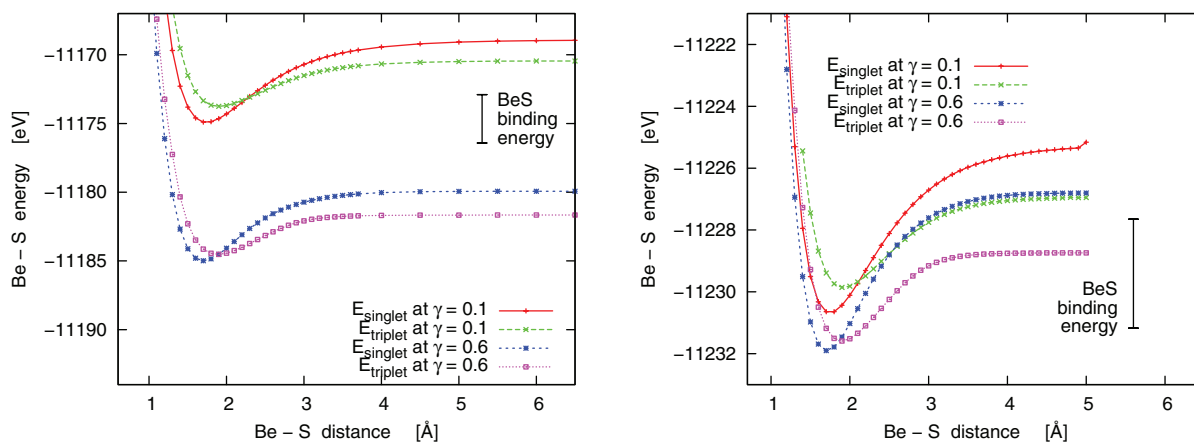 −11170
−11175
−11180
−11185
−11190
Be − S energy [eV]
BeS
binding
energy
E_singlet at γ = 0.1
E_triplet at γ = 0.1
E_singlet at γ = 0.6
E_triplet at γ = 0.6
1 2 3 4 5 6
Be − S distance [Å]
−11222
−11224
−11226
−11228
−11230
−11232
Be − S energy [eV]
E_singlet at γ = 0.1
E_triplet at γ = 0.1
E_singlet at γ = 0.6
E_triplet at γ = 0.6
BeS
binding
energy
1 2 3 4 5 6
Be − S distance [Å]